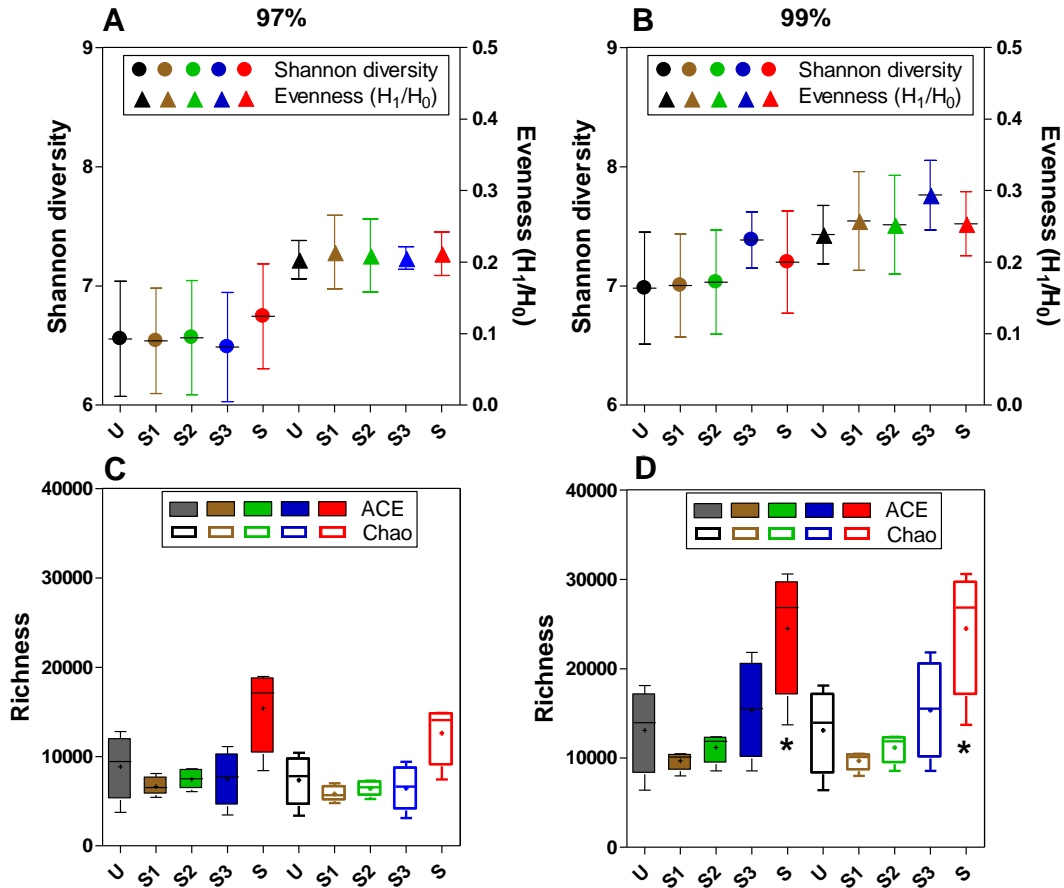 A
97%
9
8
7
6
Shannon diversity
Shannon diversity
Evenness (H1/H0)
0.5
0.4
0.3
0.2
0.1
0.0
Evenness (H1/H0)
U S1 S2 S3 S U S1 S2 S3 S
B
99%
9
8
7
6
Shannon diversity
Shannon diversity
Evenness (H1/H0)
0.5
0.4
0.3
0.2
0.1
0.0
Evenness (H1/H0)
U S1 S2 S3 S U S1 S2 S3 S
C
40000
30000
20000
10000
0
Richness
ACE
Chao
U S1 S2 S3 S U S1 S2 S3 S
D
40000
30000
20000
10000
0
Richness
ACE
Chao
* *
U S1 S2 S3 S U S1 S2 S3 S